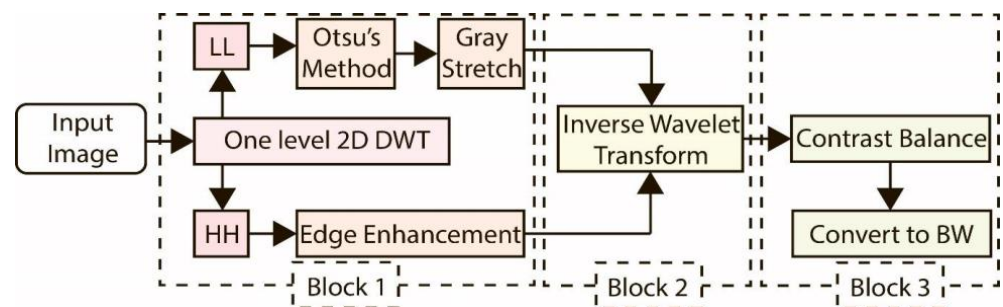 Input
Image
One level 2D DWT
LL
Otsu's
Method
Gray
Stretch
HH
Edge Enhancement
Block 1
Inverse Wavelet
Transform
Block 2
Contrast Balance
Convert to BW
Block 3